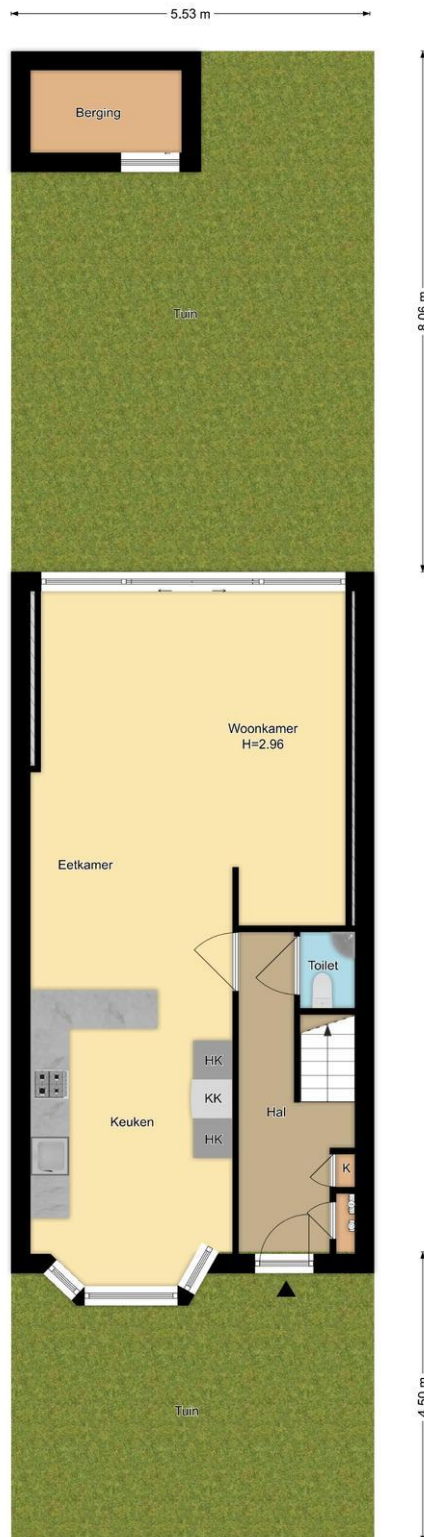 5.53 m
Berging
Tuin
8.06 m
Woonkamer
H=2.96
Eetkamer
Toilet
HK
KK
HK
Keuken
Hal
K
Tuin
4.50 m